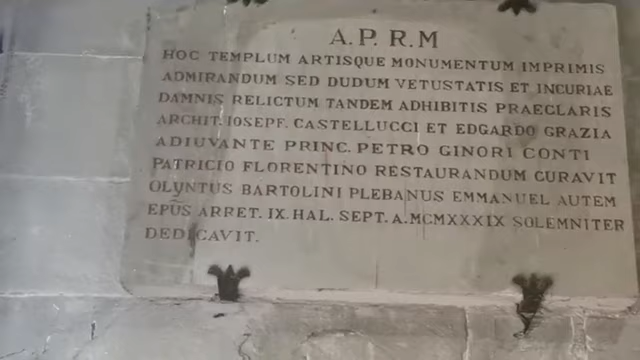 A. P. R. M
HOC TEMPLUM ARTISQUE MONUMENTUM IMPRIMIS
ADMIRANDUM SED DUDUM VETUSTATIS ET INCURIAE
DAMNIS RELICTUM TANDEM ADHIBITIS PRAECLARIS
ARCHIT. IOSEPF. CASTELLUCCI ET EDGARDO GRAZIA
ADIUVANTE PRINC. PETRO GINORI CONTI
PATRICIO FLORENTINO RESTAURANDUM CURAVIT
OLYNTUS BARTOLINI PLEBANUS EMMANUEL AUTEM
EPŨS ARRET. IX. HAL. SEPT. A. MCMXXXIX SOLEMNITER
DEDICAVIT.